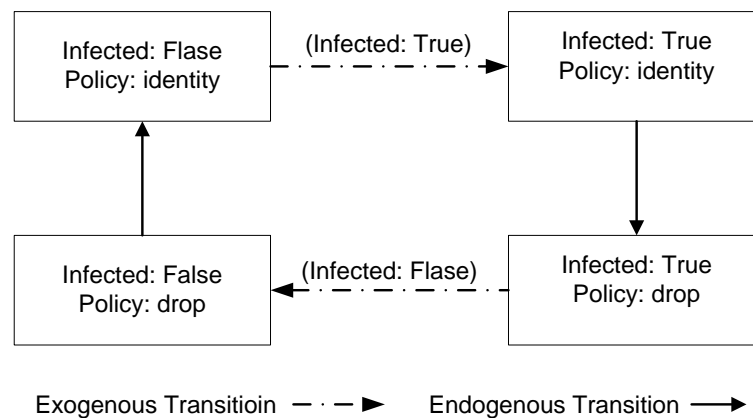 Infected: Flase
Policy: identity
(Infected: True)
Infected: True
Policy: identity
Infected: False
Policy: drop
(Infected: Flase)
Infected: True
Policy: drop
Exogenous Transitioin
Endogenous Transition